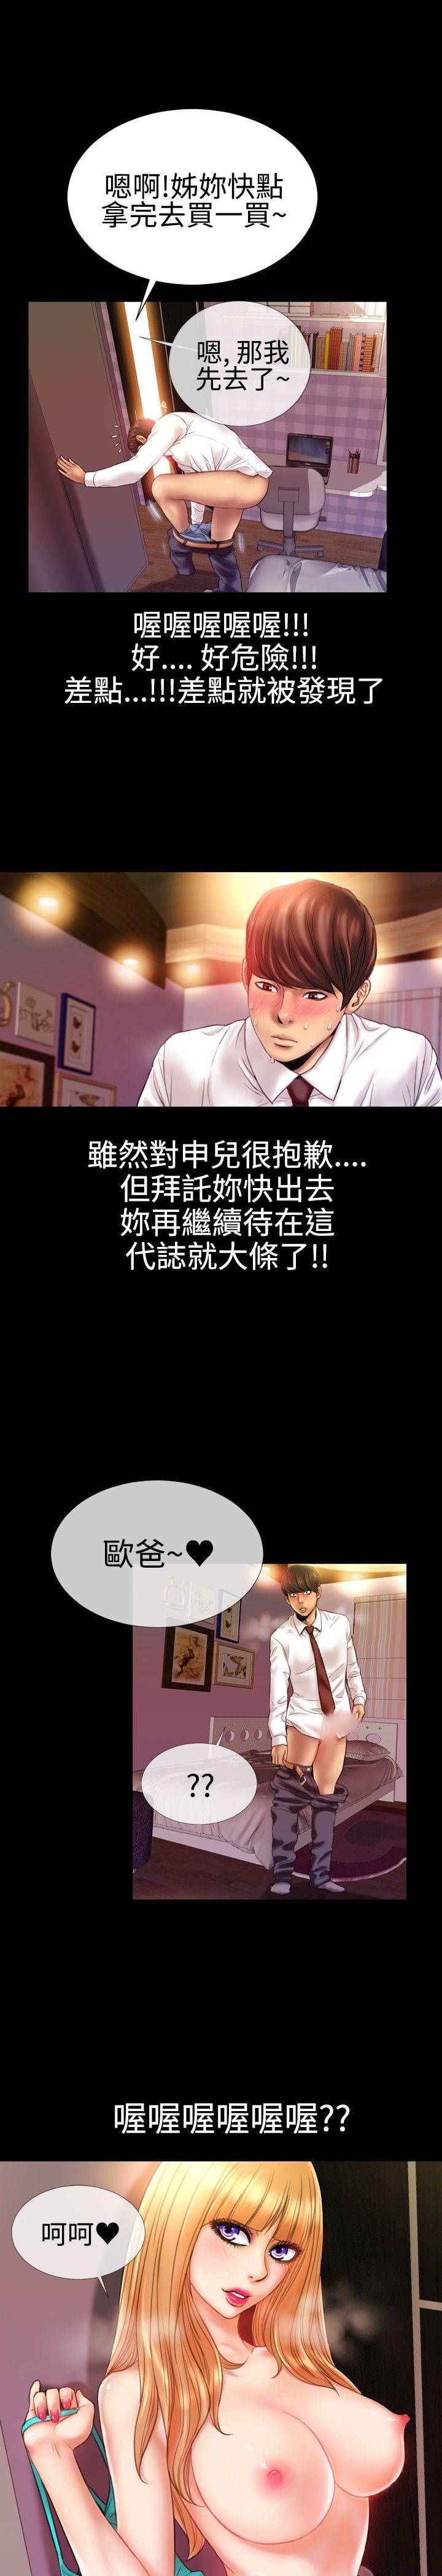 嗯啊!姊妳快點
拿完去買一買~
嗯, 那我
先去了~
喔喔喔喔喔!!!
好.... 好危險!!!
差點...!!!差點就被發現了
雖然對申兒很抱歉....
但拜託妳快出去
妳再繼續待在這
代誌就大條了!!
歐爸~♥
??
喔喔喔喔喔喔??
呵呵♥